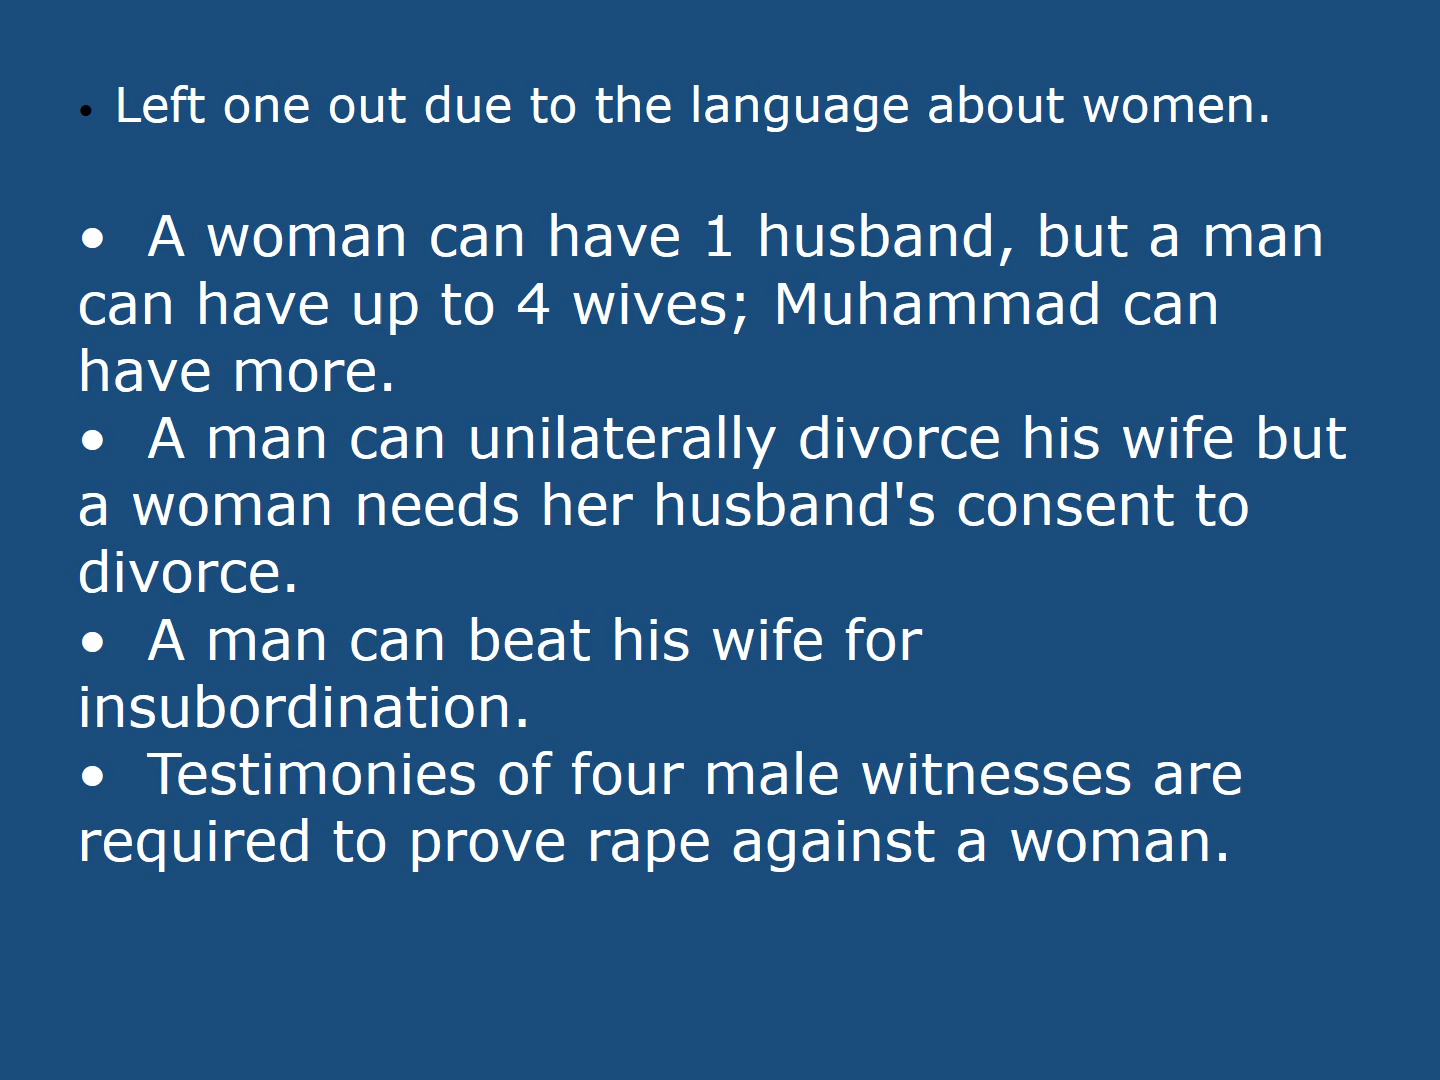 • Left one out due to the language about women.
• A woman can have 1 husband, but a man
can have up to 4 wives; Muhammad can
have more.
• A man can unilaterally divorce his wife but
a woman needs her husband's consent to
divorce.
• A man can beat his wife for
insubordination.
• Testimonies of four male witnesses are
required to prove rape against a woman.